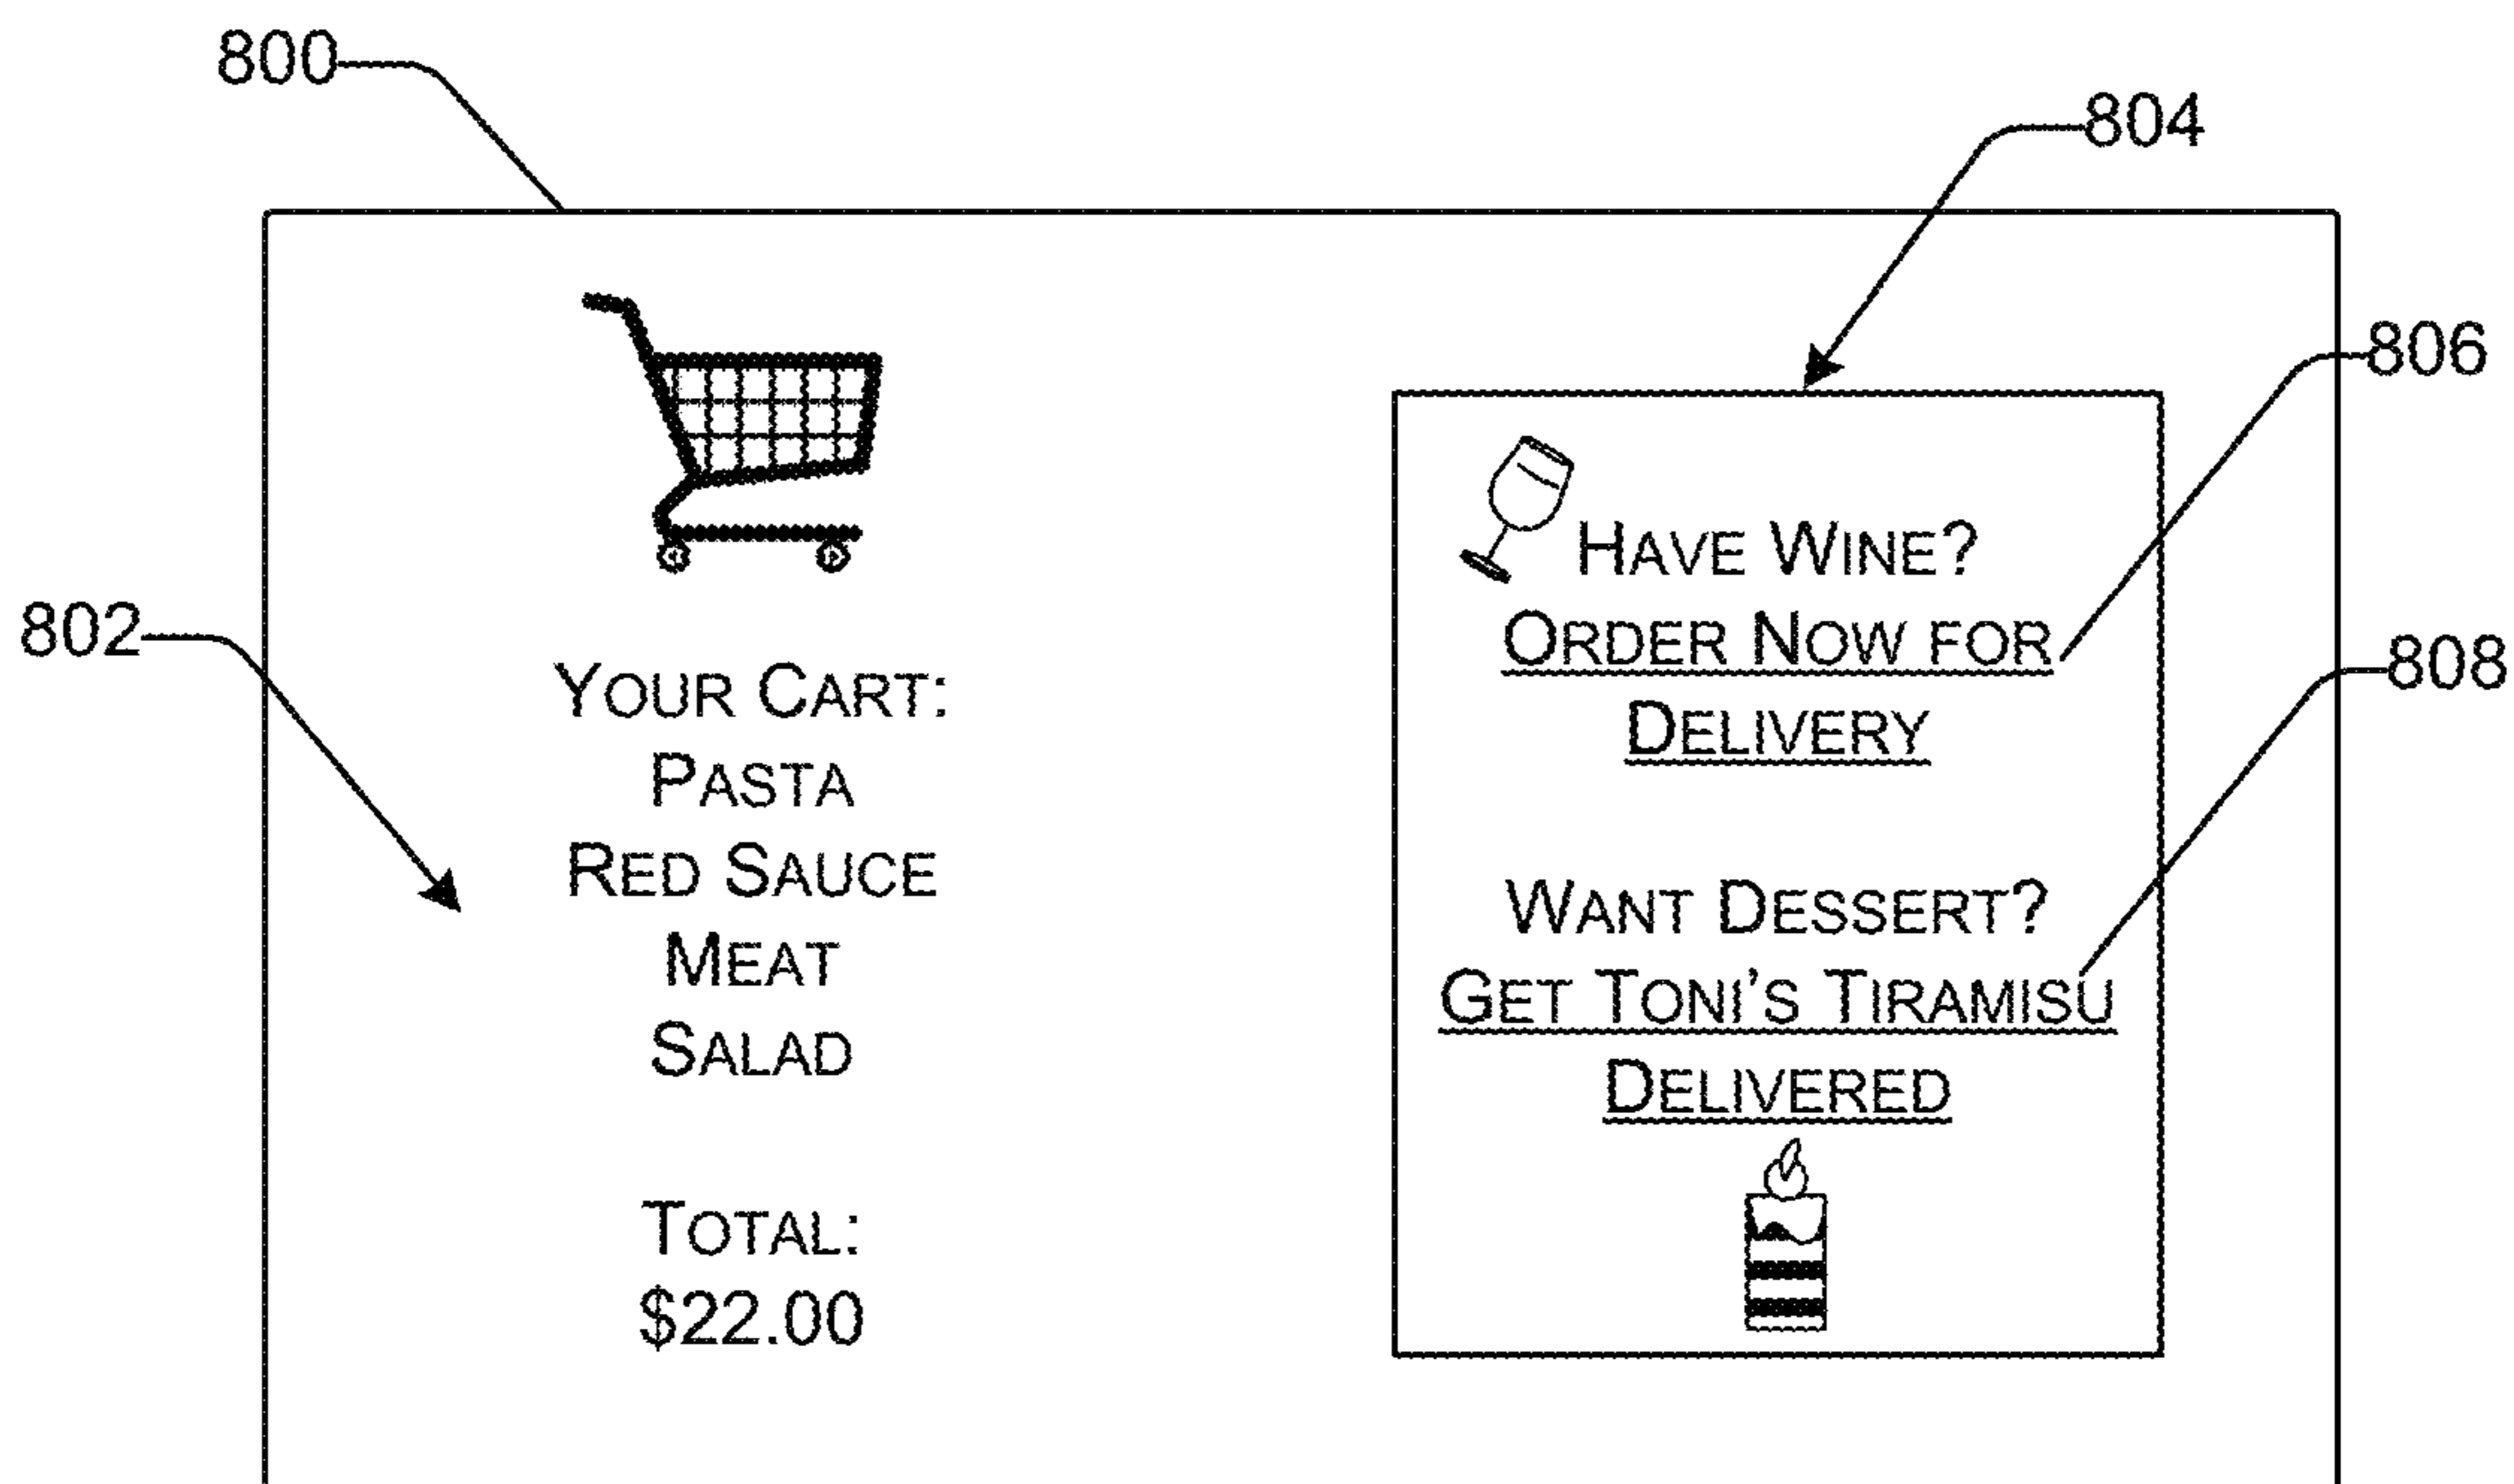 800
804
806
802
808
YOUR CART:
PASTA
RED SAUCE
MEAT
SALAD
TOTAL:
$22.00
HAVE WINE?
ORDER NOW FOR
DELIVERY
WANT DESSERT?
GET TONI'S TIRAMISU
DELIVERED